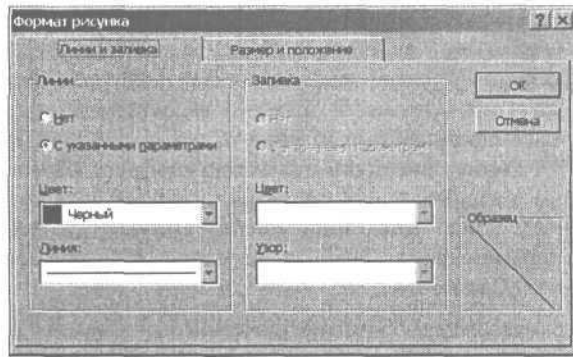 Формат рисунка
Линии и заливка
Размер и положение
Линии
Нет
С указанными параметрами
Цвет:
Черный
Линия:
Заливка
Нет
Цвет:
Узор:
ОК
Отмена
Образец